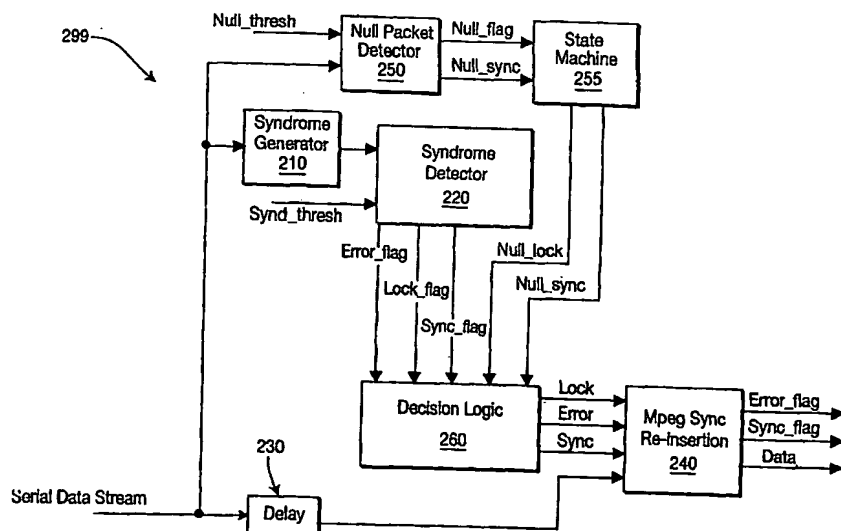 299
Null_thresh
Null Packet
Detector
250
Null_flag
Null_sync
State
Machine
255
Syndrome
Generator
210
Syndrome
Detector
220
Synd_thresh
Error_flag
Lock_flag
Sync_flag
Null_lock
Null_sync
Decision Logic
260
Lock
Error
Sync
Mpeg Sync
Re-insertion
240
Error_flag
Sync_flag
Data
230
Serial Data Stream
Delay